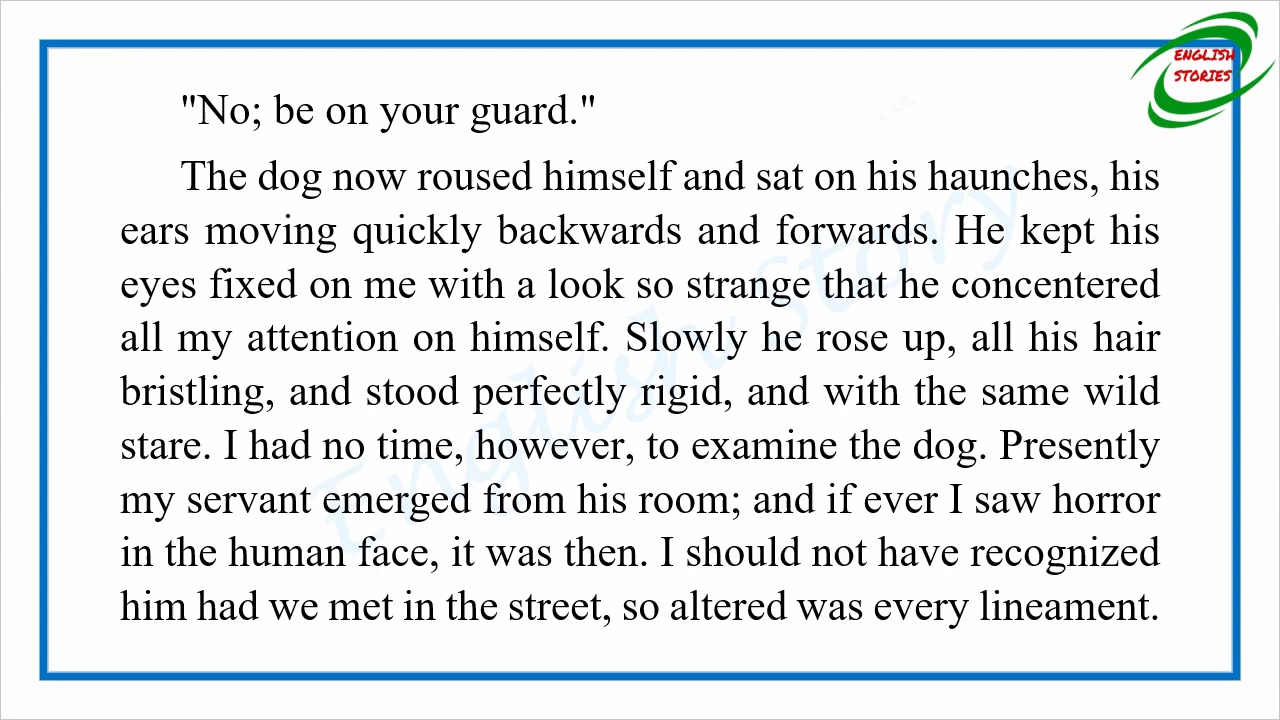 ENGLISH
STORIES
"No; be on your guard."
The dog now roused himself and sat on his haunches, his
ears moving quickly backwards and forwards. He kept his
eyes fixed on me with a look so strange that he concentered
all my attention on himself. Slowly he rose up, all his hair
bristling, and stood perfectly rigid, and with the same wild
stare. I had no time, however, to examine the dog. Presently
my servant emerged from his room; and if ever I saw horror
in the human face, it was then. I should not have recognized
him had we met in the street, so altered was every lineament.
English Story